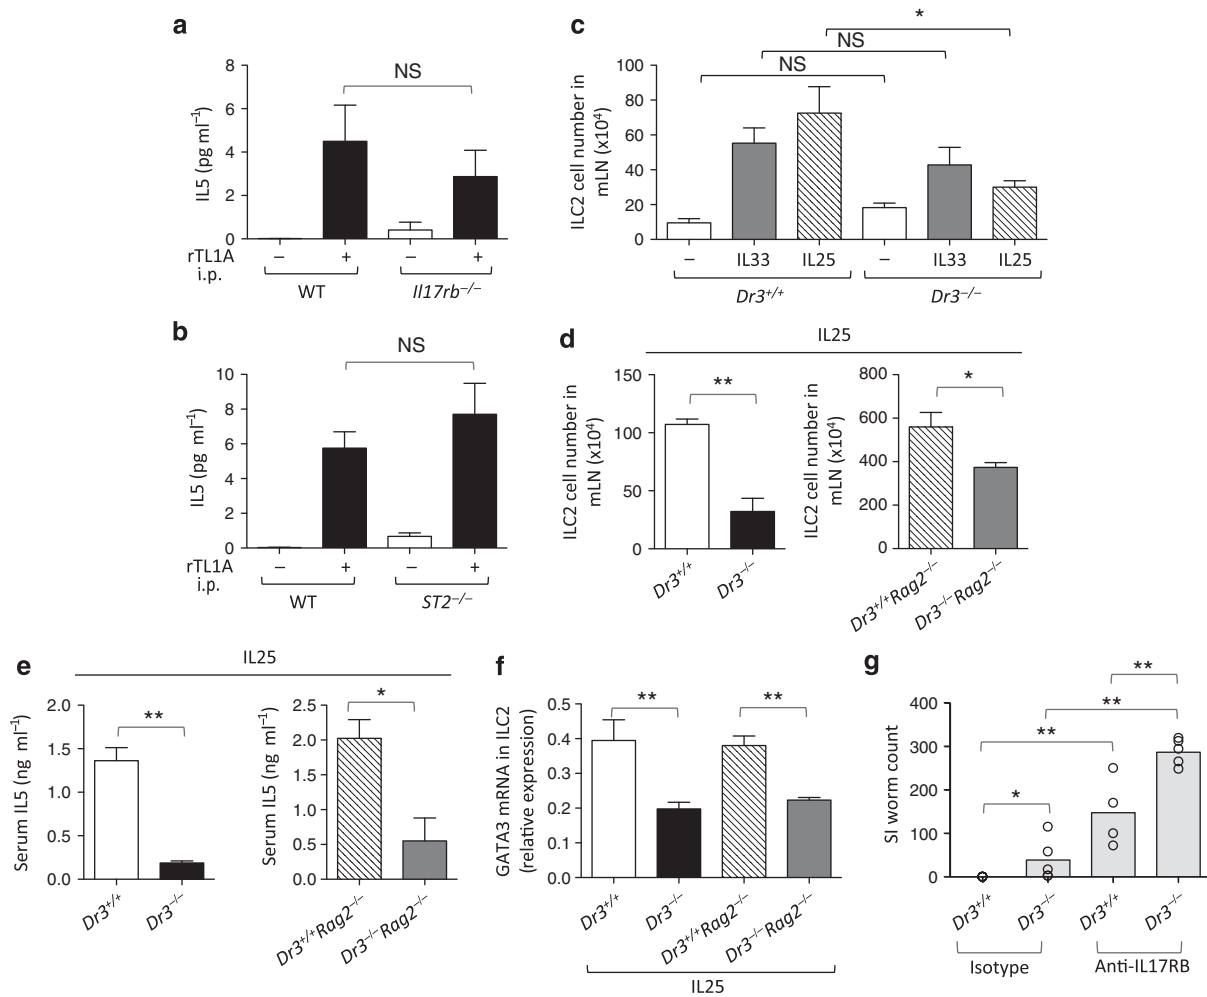 a
8
6
4
2
0
IL5 (pg ml⁻¹)
NS
rTL1A
i.p.
– + – +
WT
Il17rb⁻/⁻
b
10
8
6
4
2
0
IL5 (pg ml⁻¹)
NS
rTL1A
i.p.
– + – +
WT
ST2⁻/⁻
c
100
80
60
40
20
0
ILC2 cell number in
mLN (x10⁴)
*
NS
NS
– IL33 IL25 – IL33 IL25
Dr3⁺/⁺
Dr3⁻/⁻
d
IL25
150
100
50
0
ILC2 cell number in
mLN (x10⁴)
**
Dr3⁺/⁺
Dr3⁻/⁻
800
600
400
200
0
ILC2 cell number in
mLN (x10⁴)
*
Dr3⁺/⁺Rag2⁻/⁻
Dr3⁻/⁻Rag2⁻/⁻
e
IL25
2.0
1.5
1.0
0.5
0.0
Serum IL5 (ng ml⁻¹)
**
Dr3⁺/⁺
Dr3⁻/⁻
2.5
2.0
1.5
1.0
0.5
0.0
Serum IL5 (ng ml⁻¹)
*
Dr3⁺/⁺Rag2⁻/⁻
Dr3⁻/⁻Rag2⁻/⁻
f
0.5
0.4
0.3
0.2
0.1
0.0
GATA3 mRNA in ILC2
(relative expression)
**
**
Dr3⁺/⁺
Dr3⁻/⁻
Dr3⁺/⁺Rag2⁻/⁻
Dr3⁻/⁻Rag2⁻/⁻
IL25
g
400
300
200
100
0
SI worm count
**
**
**
*
Dr3⁺/⁺
Dr3⁻/⁻
Dr3⁺/⁺
Dr3⁻/⁻
Isotype
Anti-IL17RB